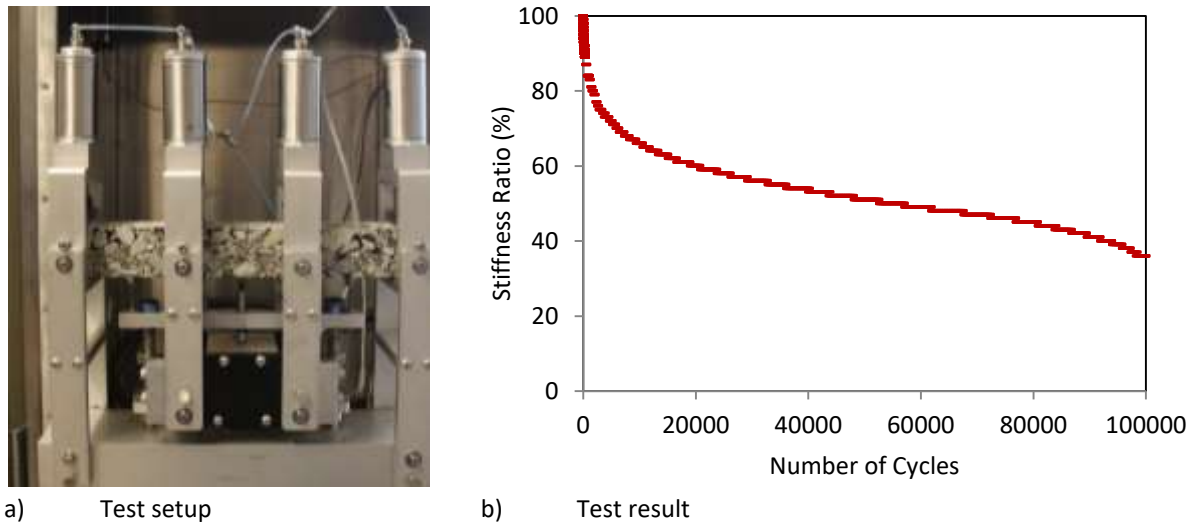 100
80
60
40
20
0
Stiffness Ratio (%)
0 20000 40000 60000 80000 100000
Number of Cycles
a) Test setup b) Test result